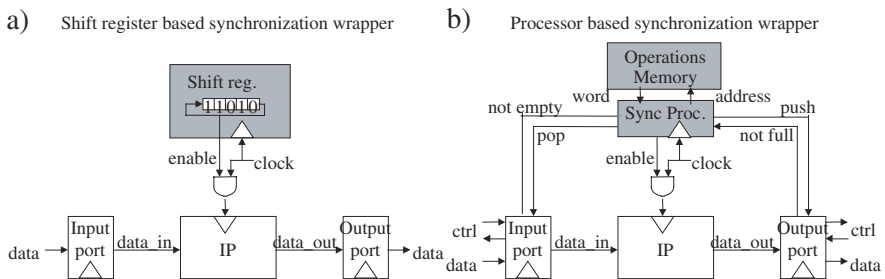 a) Shift register based synchronization wrapper
Shift reg.
11010
enable
clock
Input port
data
data_in
IP
data_out
Output port
data
b) Processor based synchronization wrapper
Operations Memory
word
address
not empty
Sync Proc.
push
pop
not full
enable
clock
ctrl
data
Input port
data_in
IP
data_out
Output port
ctrl
data